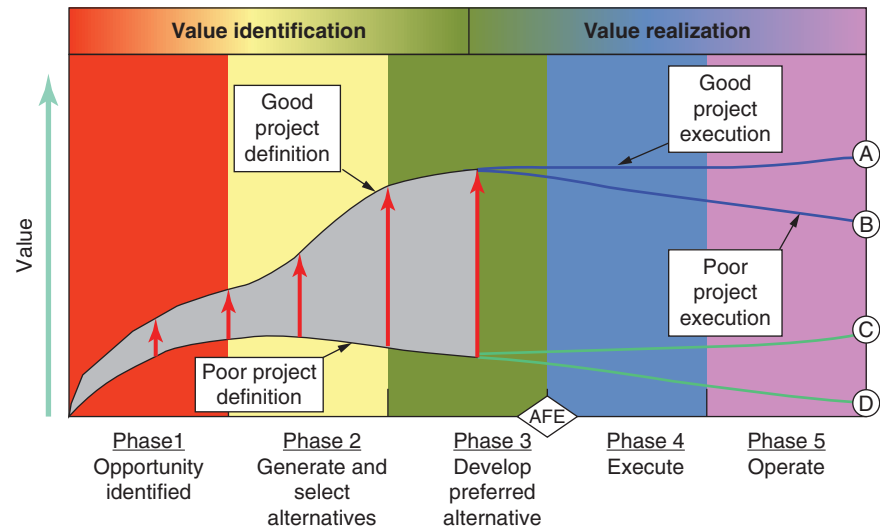 Value identification
Value realization
Value
Good
project
definition
Good
project
execution
Poor project
definition
Poor
project
execution
A
B
C
D
AFE
Phase1
Opportunity
identified
Phase 2
Generate and
select
alternatives
Phase 3
Develop
preferred
alternative
Phase 4
Execute
Phase 5
Operate